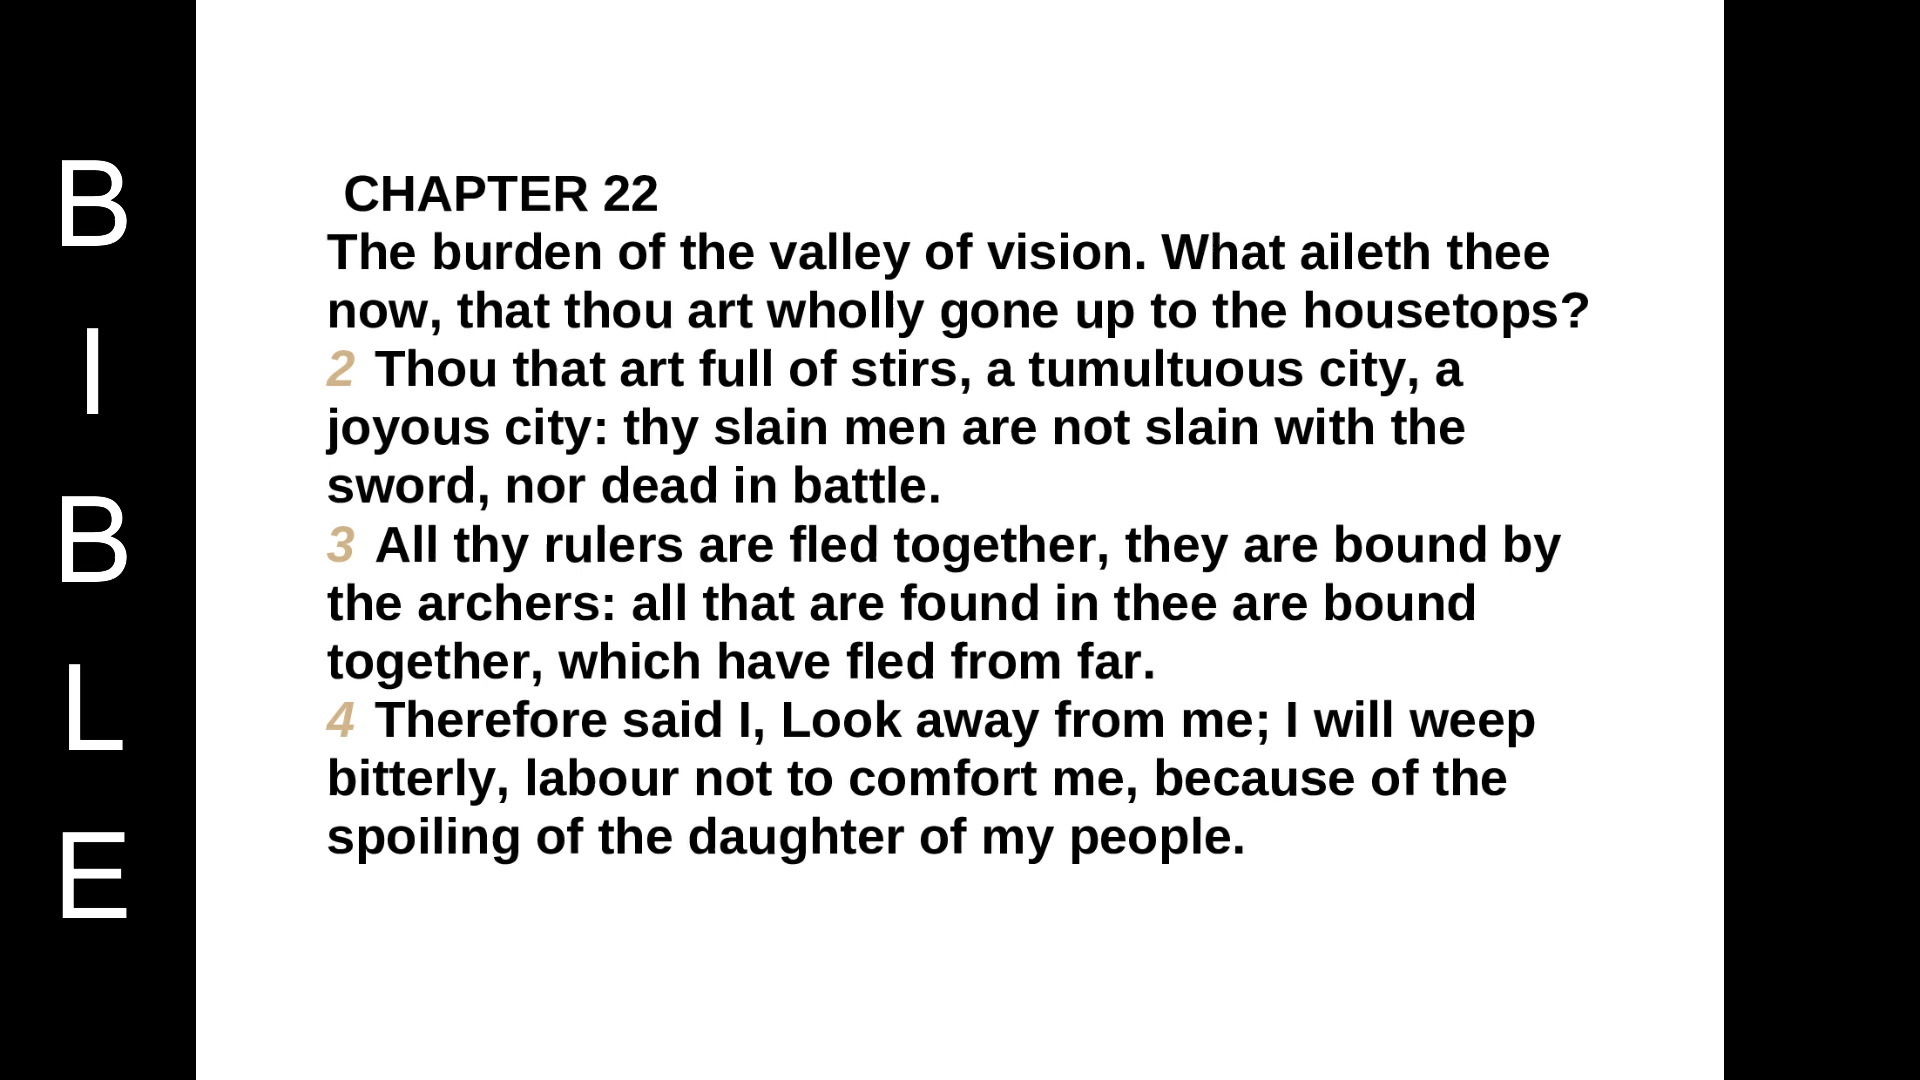 BIBLE
CHAPTER 22
The burden of the valley of vision. What aileth thee
now, that thou art wholly gone up to the housetops?
2 Thou that art full of stirs, a tumultuous city, a
joyous city: thy slain men are not slain with the
sword, nor dead in battle.
3 All thy rulers are fled together, they are bound by
the archers: all that are found in thee are bound
together, which have fled from far.
4 Therefore said I, Look away from me; I will weep
bitterly, labour not to comfort me, because of the
spoiling of the daughter of my people.